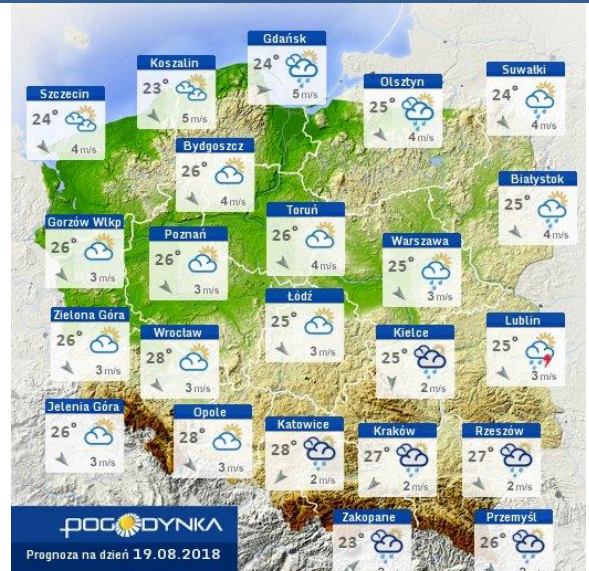 Gdańsk
24°
5 m/s
Koszalin
23°
5 m/s
Suwałki
24°
4 m/s
Olsztyn
25°
4 m/s
Szczecin
24°
4 m/s
Bydgoszcz
26°
4 m/s
Białystok
25°
4 m/s
Toruń
26°
4 m/s
Gorzów Wlkp
26°
3 m/s
Poznań
26°
3 m/s
Warszawa
25°
3 m/s
Łódź
25°
3 m/s
Zielona Góra
26°
3 m/s
Wrocław
28°
3 m/s
Kielce
25°
2 m/s
Lublin
25°
3 m/s
Jelenia Góra
26°
3 m/s
Opole
28°
3 m/s
Katowice
28°
2 m/s
Kraków
27°
2 m/s
Rzeszów
27°
2 m/s
Zakopane
23°
Przemyśl
26°
POGODYNKA
Prognoza na dzień 19.08.2018